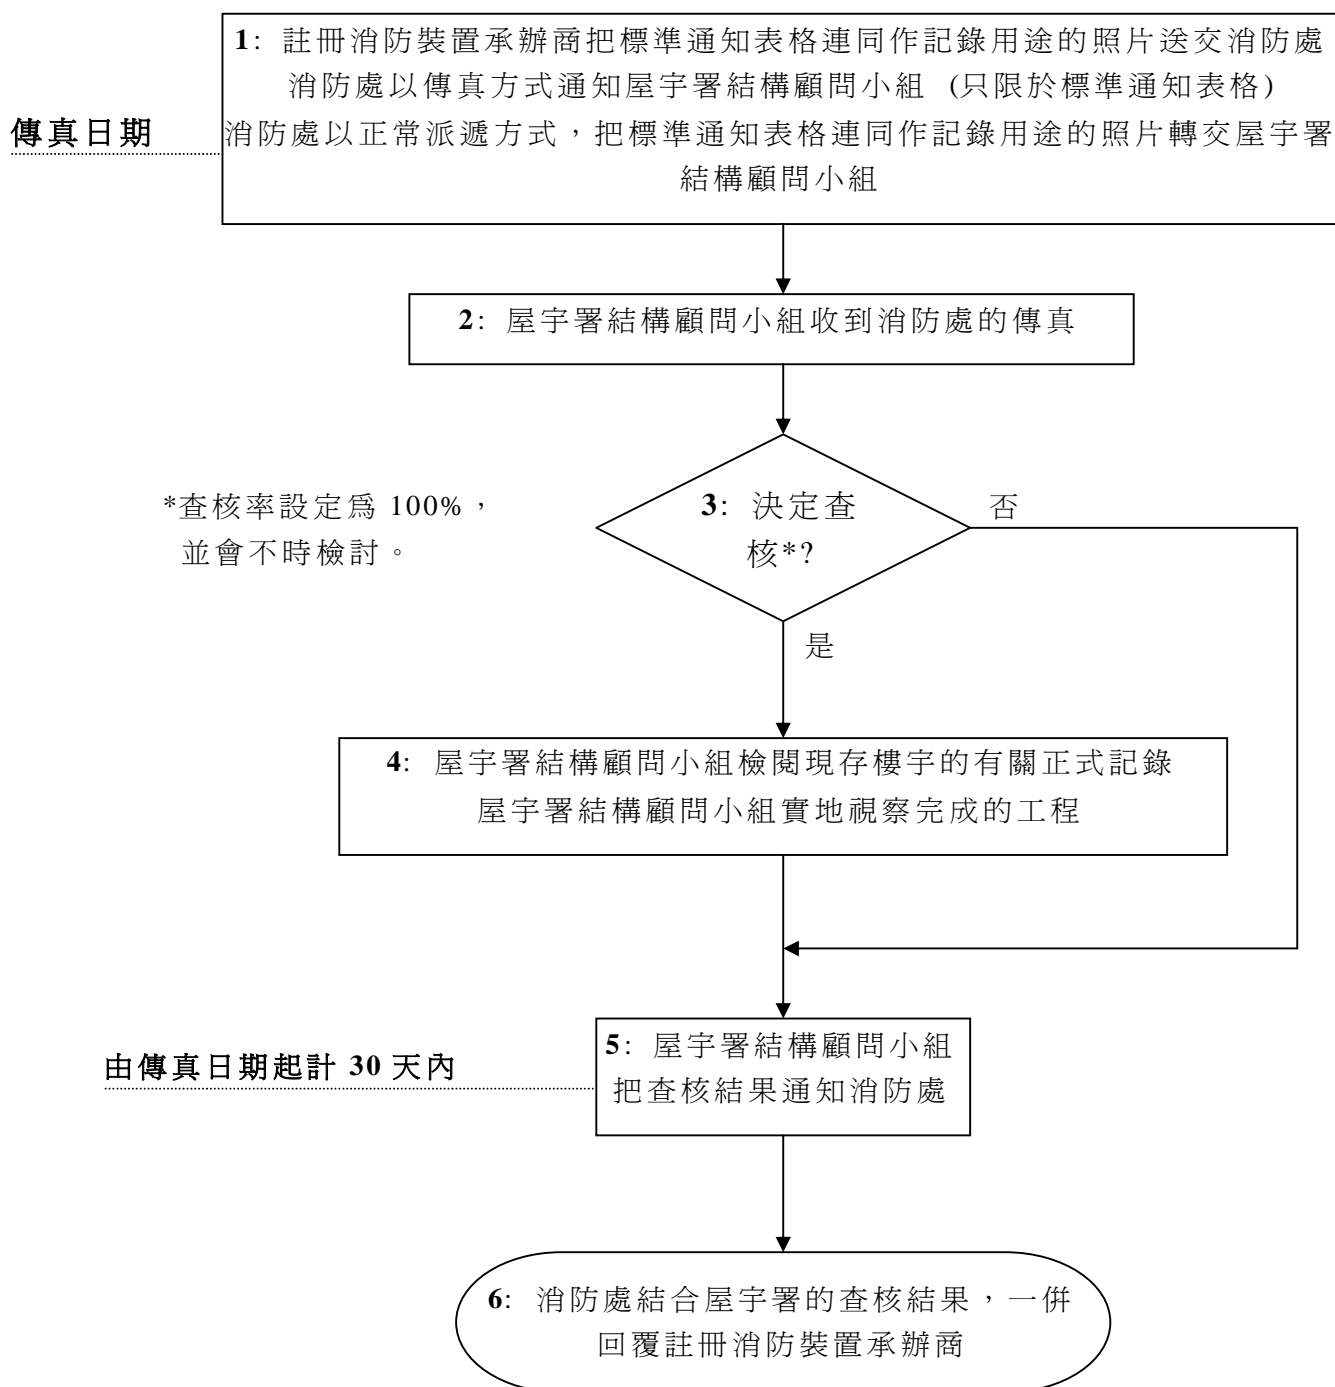 1: 註冊消防裝置承辦商把標準通知表格連同作記錄用途的照片送交消防處
消防處以傳真方式通知屋宇署結構顧問小組 (只限於標準通知表格)
傳真日期
消防處以正常派遞方式，把標準通知表格連同作記錄用途的照片轉交屋宇署
結構顧問小組
2: 屋宇署結構顧問小組收到消防處的傳真
*查核率設定為 100%，
並會不時檢討。
3: 決定查
核*?
否
是
4: 屋宇署結構顧問小組檢閱現存樓宇的有關正式記錄
屋宇署結構顧問小組實地視察完成的工程
由傳真日期起計 30 天內
5: 屋宇署結構顧問小組
把查核結果通知消防處
6: 消防處結合屋宇署的查核結果，一併
回覆註冊消防裝置承辦商